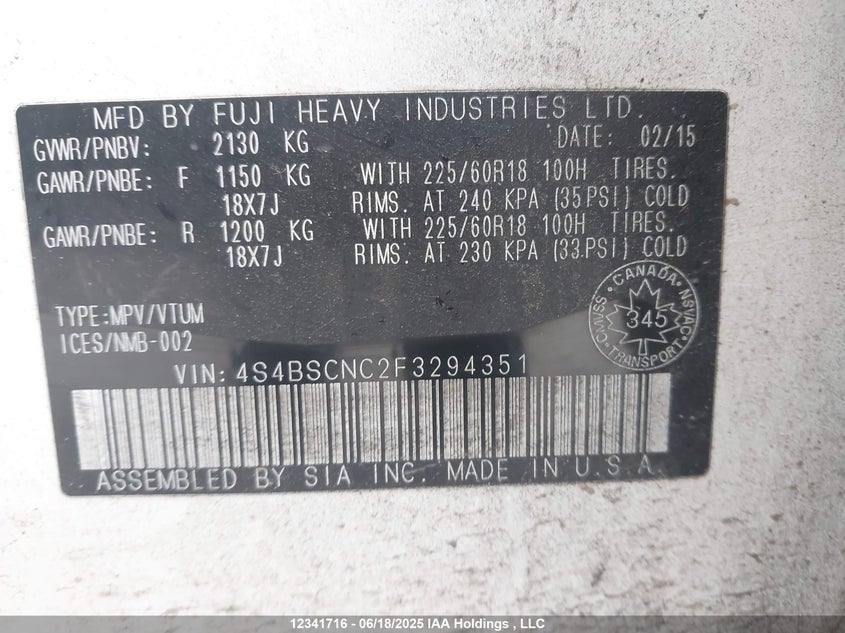 MFD BY FUJI HEAVY INDUSTRIES LTD.
GVWR/PNBV: 2130 KG DATE: 02/15
GAWR/PNBE: F 1150 KG WITH 225/60R18 100H TIRES.
18X7J RIMS. AT 240 KPA (35PSI) COLD
GAWR/PNBE: R 1200 KG WITH 225/60R18 100H TIRES.
18X7J RIMS. AT 230 KPA (33PSI) COLD
TYPE:MPV/VTUM
ICES/NMB-002
CANADA
CMVSS
NSVAC
345
TRANSPORT
VIN: 4S4BSCNC2F3294351
ASSEMBLED BY SIA INC. MADE IN U.S.A.
12341716 - 06/18/2025 IAA Holdings , LLC